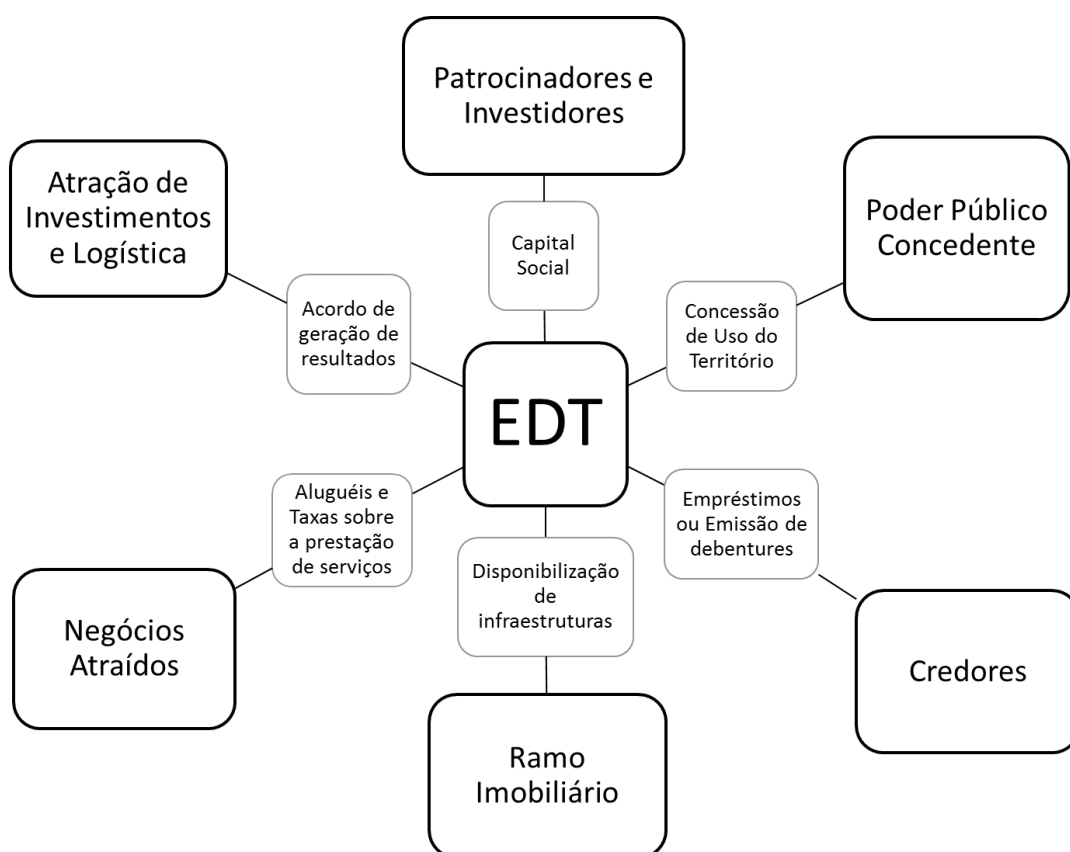 Patrocinadores e
Investidores
Atração de
Investimentos
e Logística
Poder Público
Concedente
Capital
Social
Acordo de
geração de
resultados
Concessão
de Uso do
Território
EDT
Aluguéis e
Taxas sobre
a prestação
de serviços
Empréstimos
ou Emissão de
debentures
Disponibilização
de
infraestruturas
Negócios
Atraídos
Credores
Ramo
Imobiliário